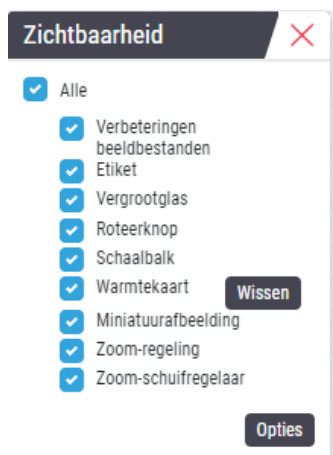 Zichtbaarheid
Alle
Verbeteringen
beeldbestanden
Etiket
Vergrootglas
Roteerknop
Schaalbalk
Warmtekaart Wissen
Miniatuurafbeelding
Zoom-regeling
Zoom-schuifregelaar
Opties